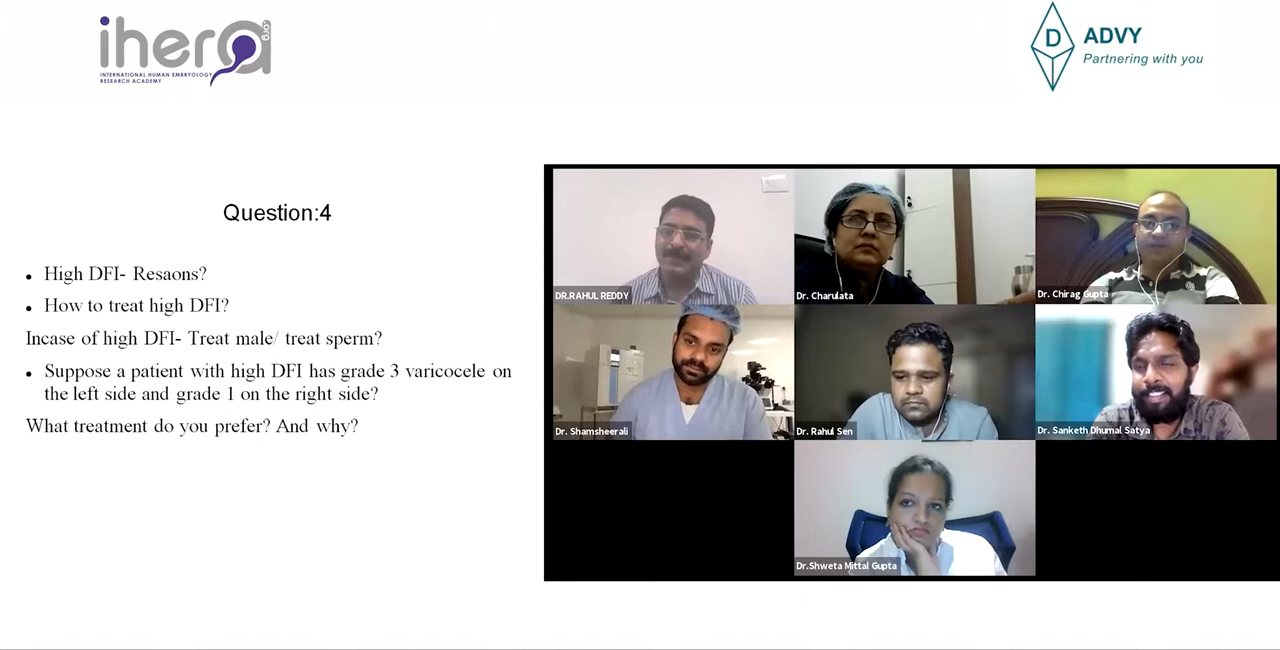 ihera.org
INTERNATIONAL HUMAN EMBRYOLOGY
RESEARCH ACADEMY
D
ADVY
Partnering with you
Question:4
• High DFI- Resaons?
• How to treat high DFI?
Incase of high DFI- Treat male/ treat sperm?
• Suppose a patient with high DFI has grade 3 varicocele on
the left side and grade 1 on the right side?
What treatment do you prefer? And why?
DR.RAHUL REDDY
Dr. Charulata
Dr. Chirag Gupta
Dr. Shamsheerali
Dr. Rahul Sen
Dr. Sanketh Dhumal Satya
Dr.Shweta Mittal Gupta